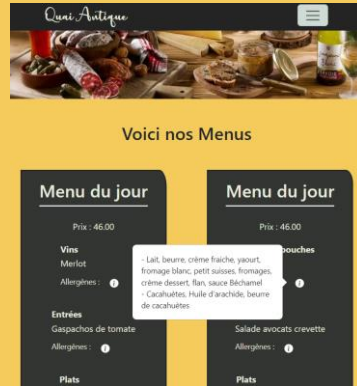 Quai Antique
Voici nos Menus
Menu du jour
Prix : 46.00
Vins
Merlot
Allergènes :
Entrées
Gaspachos de tomate
Allergènes :
Plats
Menu du jour
Prix : 46.00
- Lait, beurre, crème fraiche, yaourt,
fromage blanc, petit suisses, fromages,
crème dessert, flan, sauce Béchamel
- Cacahuètes, Huile d'arachide, beurre
de cacahuètes
Salade avocats crevette
Allergènes :
Plats